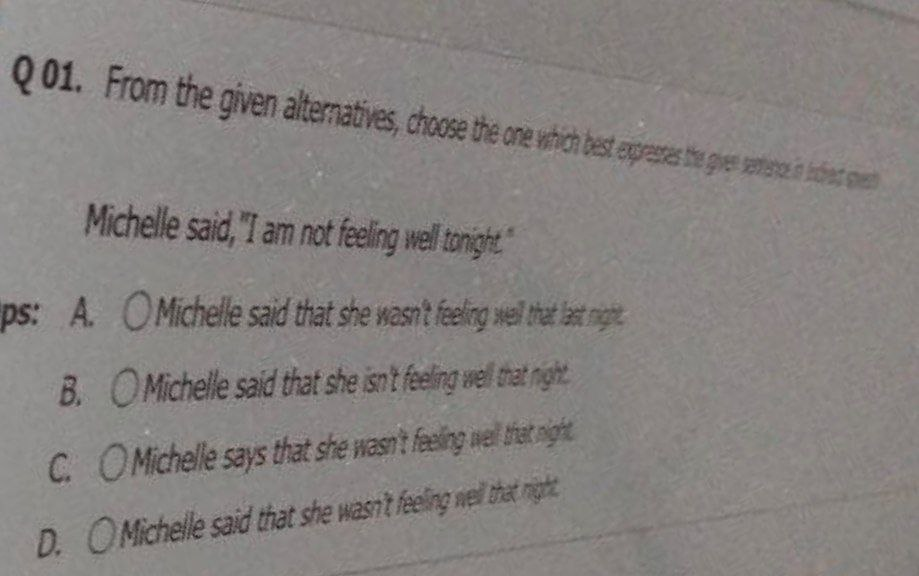 Q 01. From the given alternatives, choose the one which best expresses the given sentence in Indirect speech
Michelle said, "I am not feeling well tonight."
ps: A. Michelle said that she wasn't feeling well that last night.
B. Michelle said that she isn't feeling well that night.
C. Michelle says that she wasn't feeling well that night.
D. Michelle said that she wasn't feeling well that night.